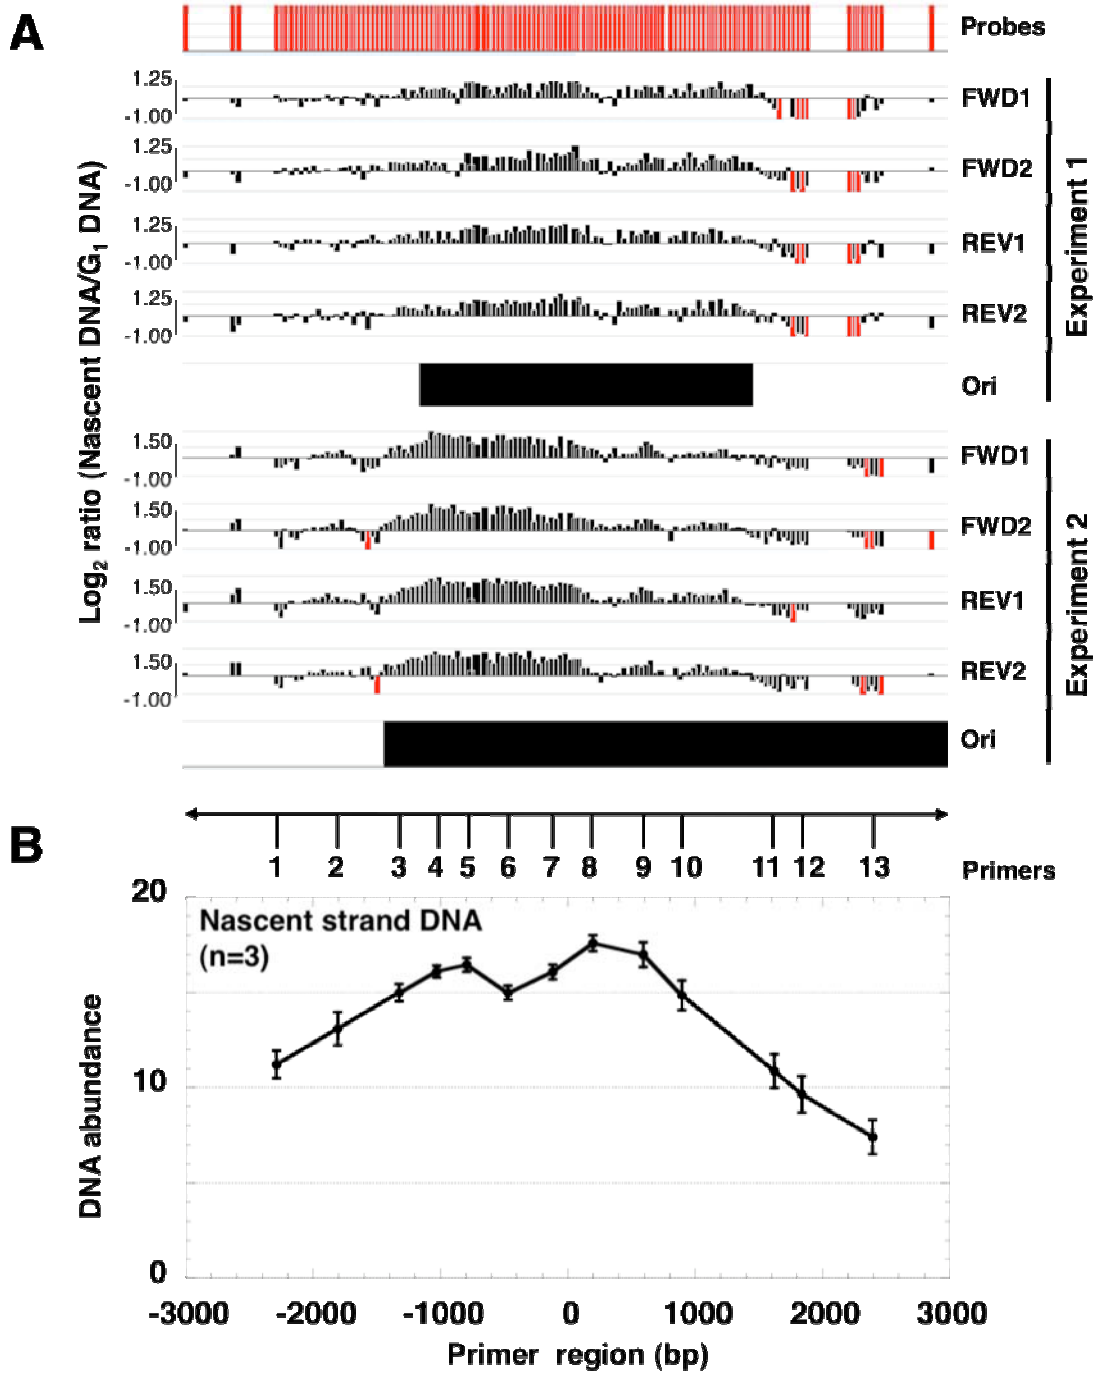 A
Probes
1.25
-1.00
FWD1
1.25
-1.00
FWD2
1.25
-1.00
REV1
1.25
-1.00
REV2
Ori
Experiment 1
Log2 ratio (Nascent DNA/G1 DNA)
1.50
-1.00
FWD1
1.50
-1.00
FWD2
1.50
-1.00
REV1
1.50
-1.00
REV2
Ori
Experiment 2
B
1 2 3 4 5 6 7 8 9 10 11 12 13
Primers
20
Nascent strand DNA
(n=3)
10
0
DNA abundance
-3000 -2000 -1000 0 1000 2000 3000
Primer region (bp)